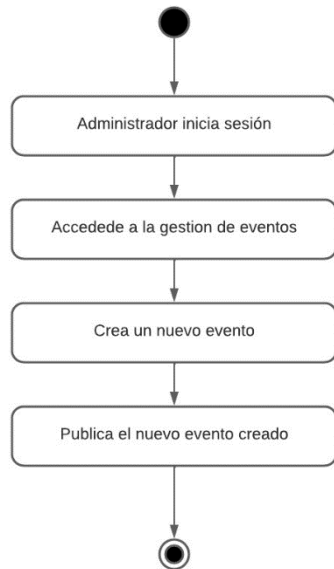 Administrador inicia sesión
Accedede a la gestion de eventos
Crea un nuevo evento
Publica el nuevo evento creado